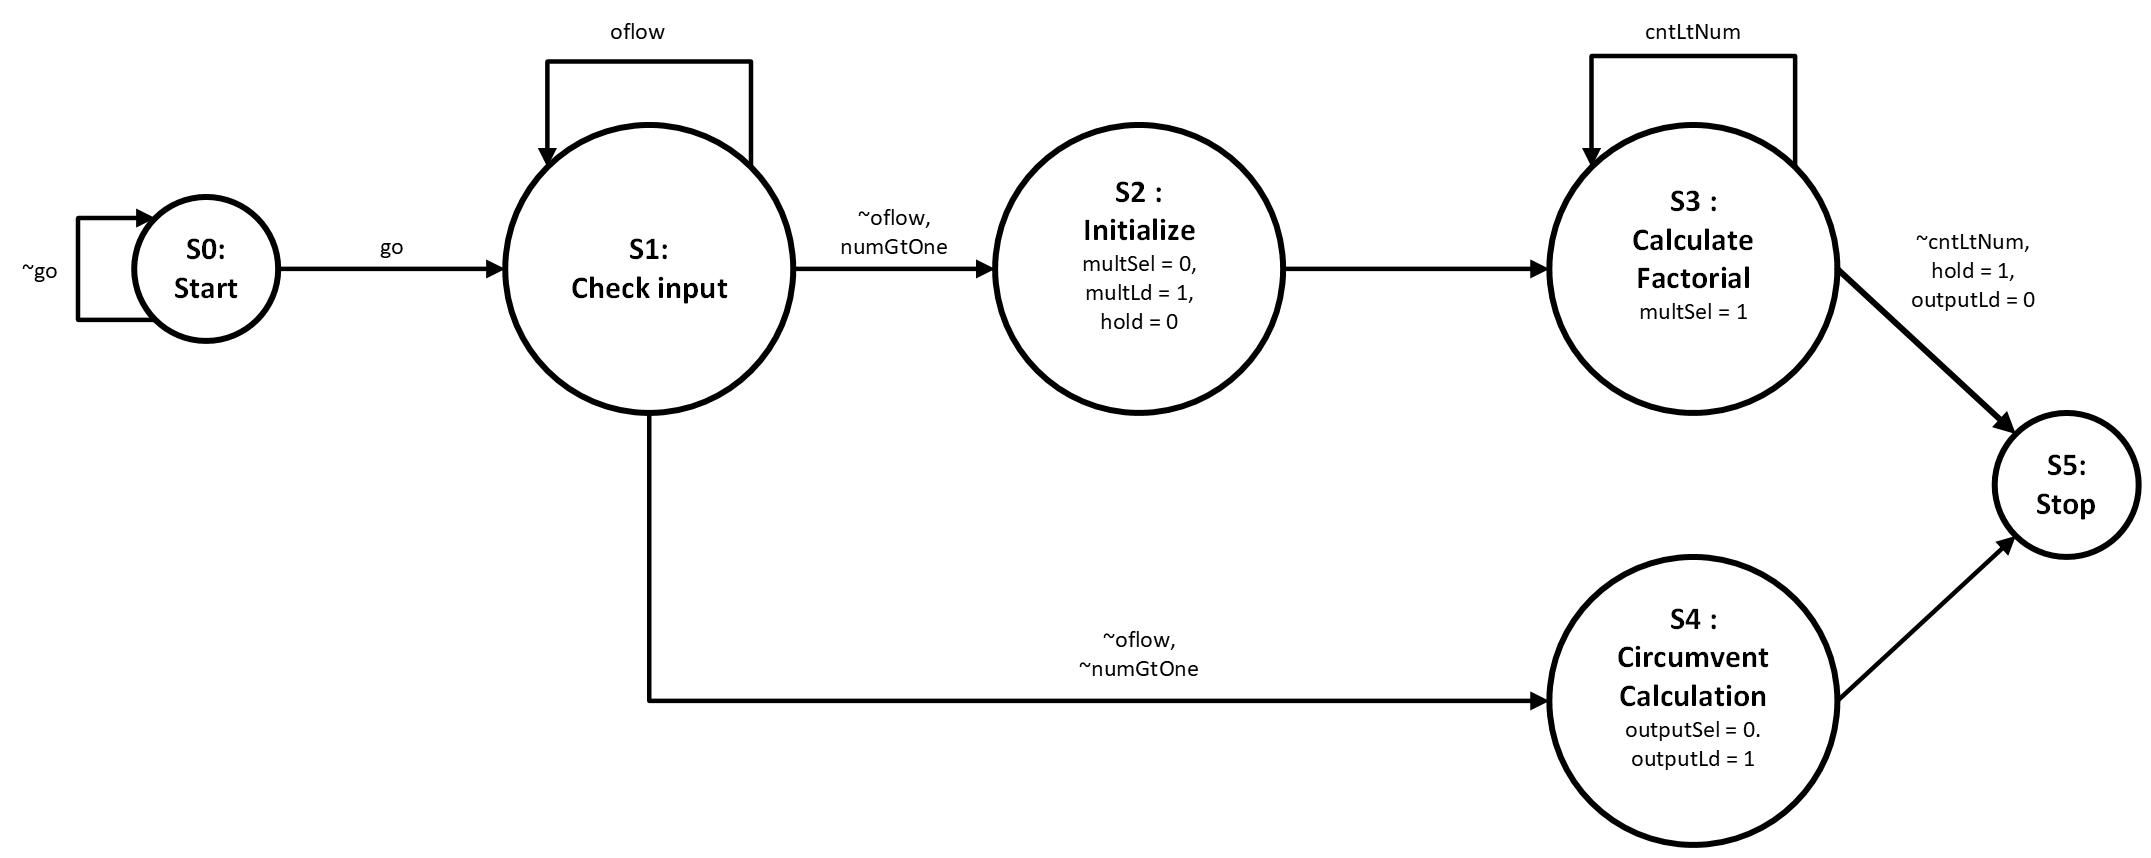 oflow
cntLtNum
~go
S0:
Start
go
S1:
Check input
~oflow,
numGtOne
S2 :
Initialize
multSel = 0,
multLd = 1,
hold = 0
S3 :
Calculate
Factorial
multSel = 1
~cntLtNum,
hold = 1,
outputLd = 0
S5:
Stop
~oflow,
~numGtOne
S4 :
Circumvent
Calculation
outputSel = 0.
outputLd = 1